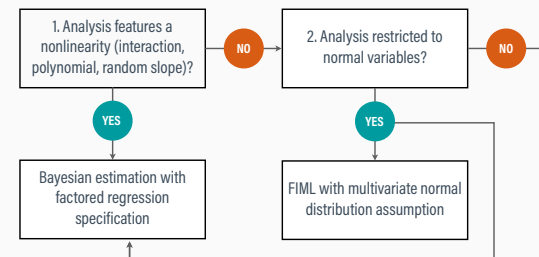 1. Analysis features a
nonlinearity (interaction,
polynomial, random slope)?
NO
2. Analysis restricted to
normal variables?
NO
YES
YES
Bayesian estimation with
factored regression
specification
FIML with multivariate normal
distribution assumption